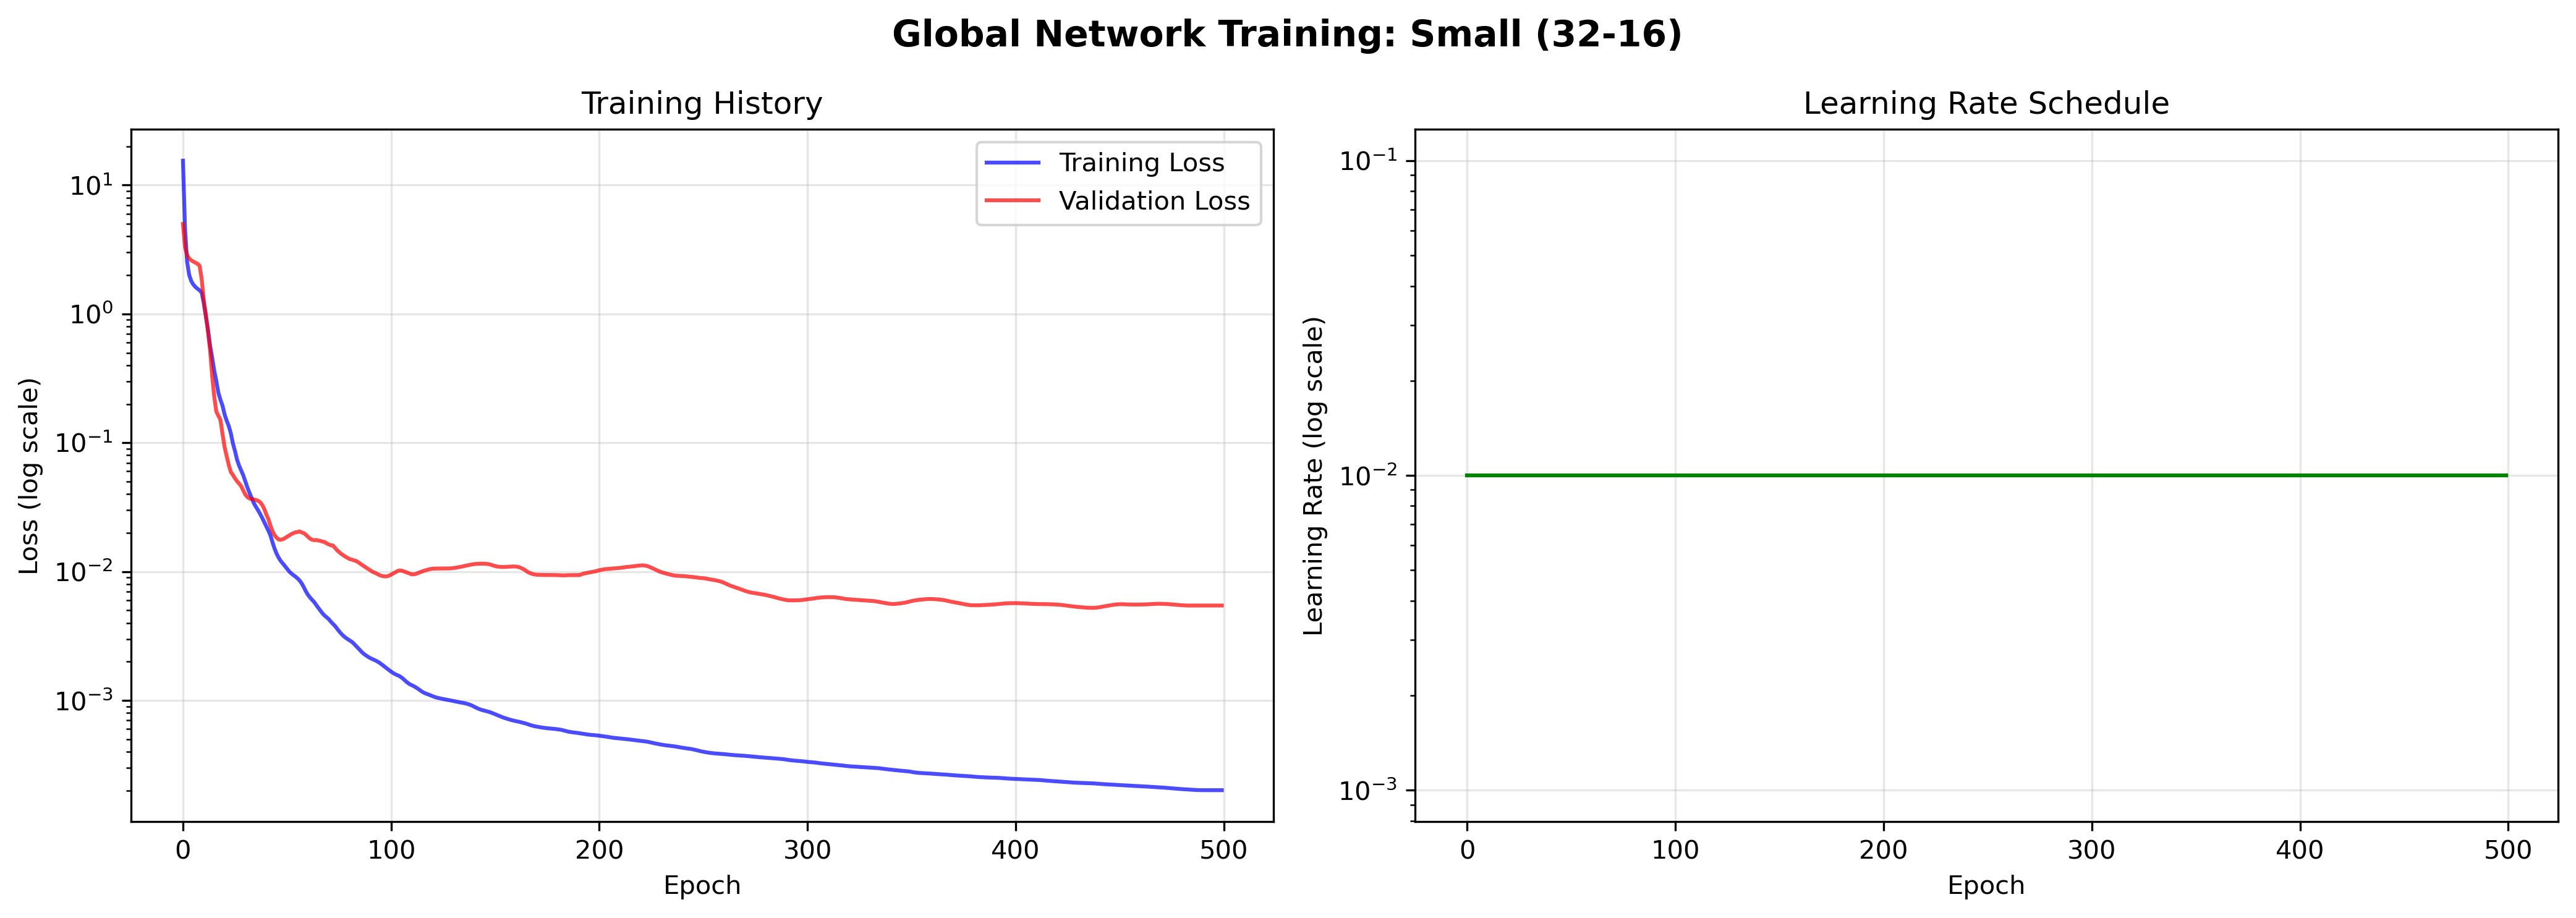 Global Network Training: Small (32-16)
Training History
Loss (log scale)
10¹
10⁰
10⁻¹
10⁻²
10⁻³
Training Loss
Validation Loss
0 100 200 300 400 500
Epoch
Learning Rate Schedule
Learning Rate (log scale)
10⁻¹
10⁻²
10⁻³
0 100 200 300 400 500
Epoch